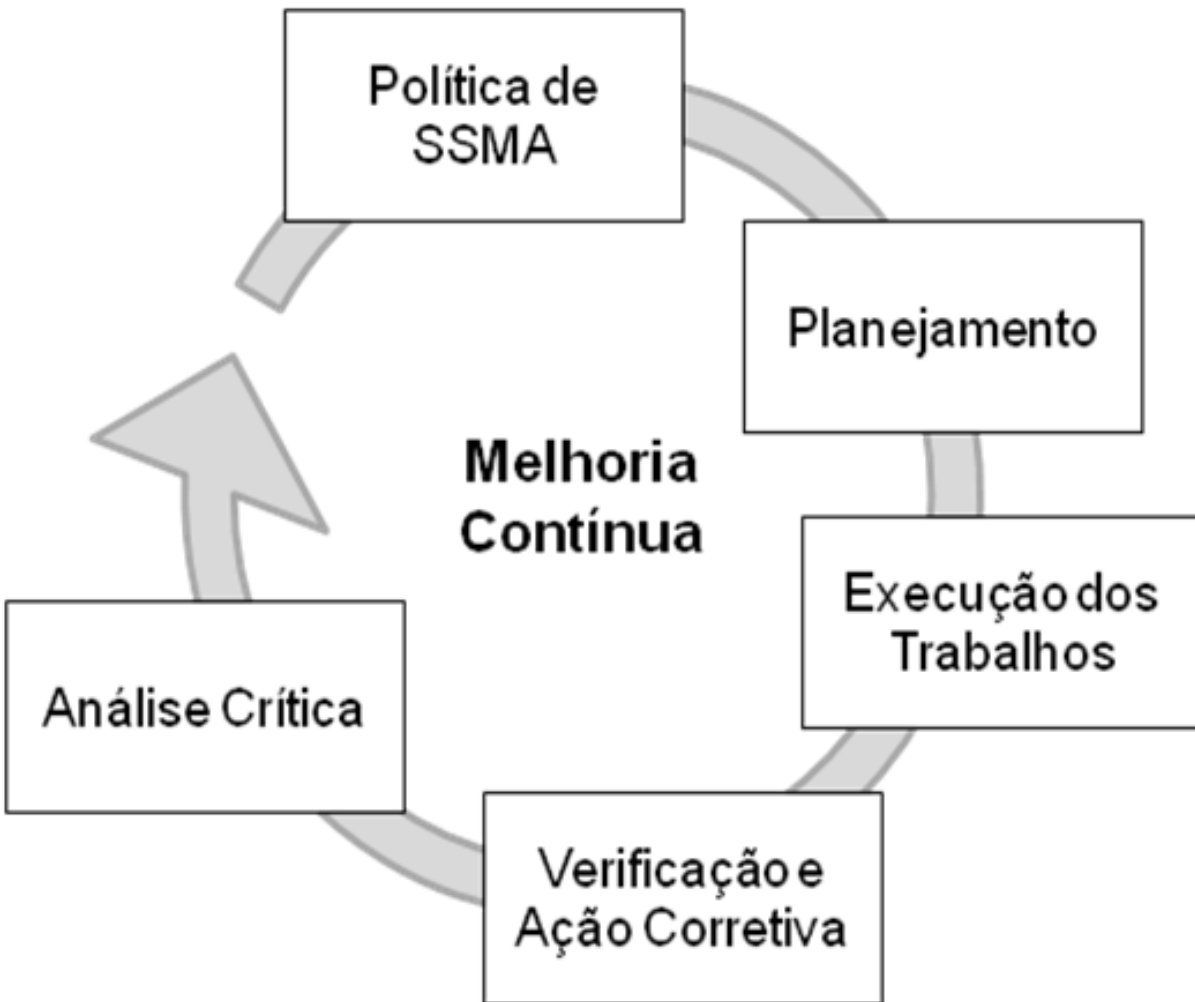 Política de
SSMA
Planejamento
Melhoria
Contínua
Execução dos
Trabalhos
Análise Crítica
Verificação e
Ação Corretiva